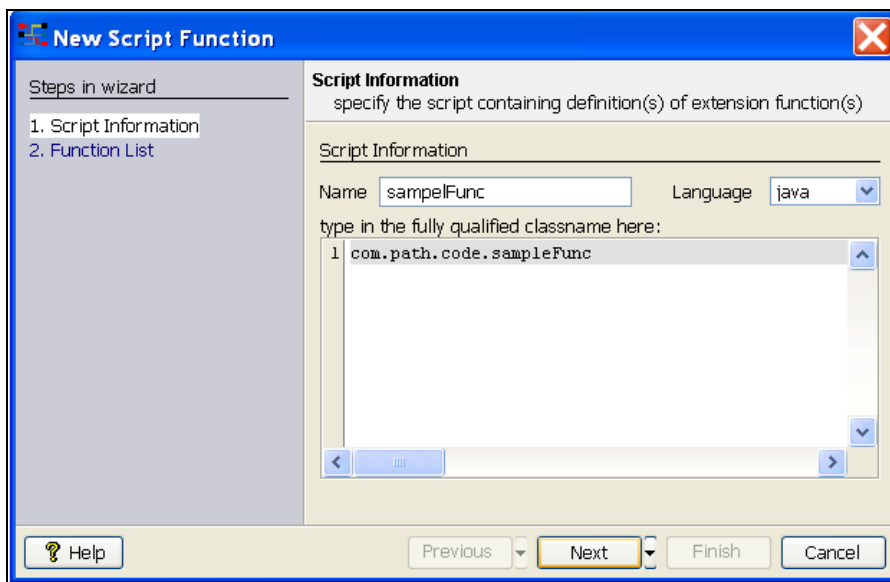 New Script Function
Steps in wizard
1. Script Information
2. Function List
Script Information
specify the script containing definition(s) of extension function(s)
Script Information
Name sampelFunc Language java
type in the fully qualified classname here:
1 com.path.code.sampleFunc
Help Previous Next Finish Cancel